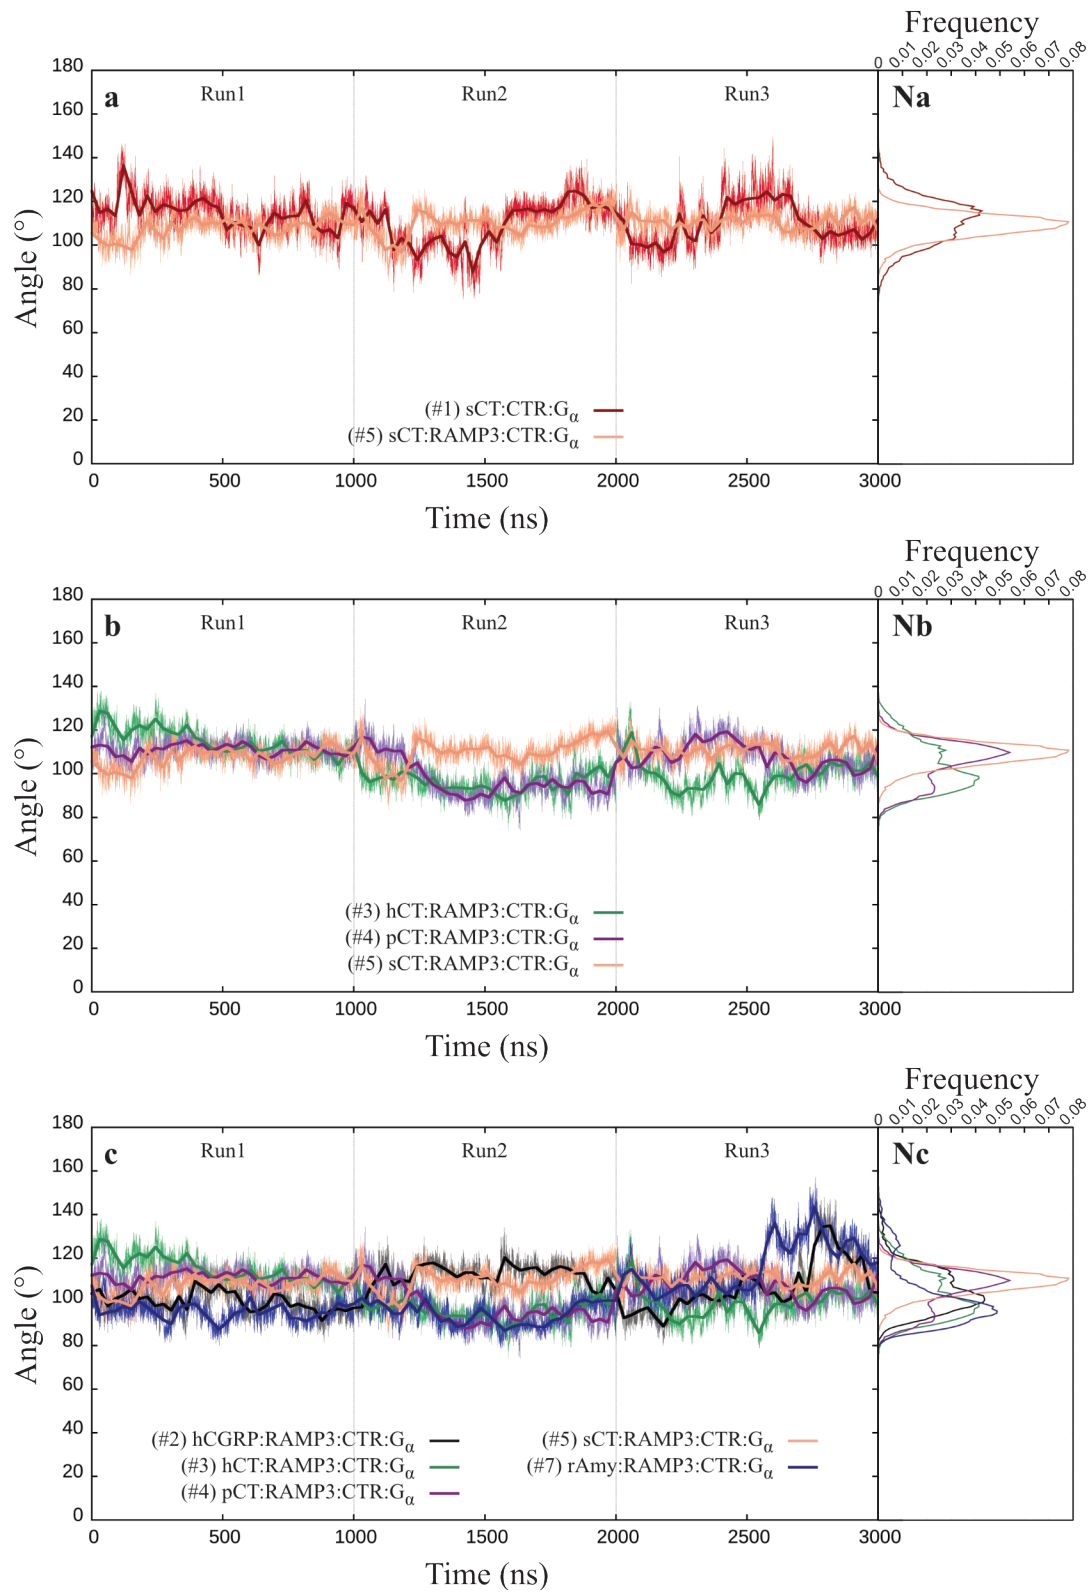 Frequency
0 0.01 0.02 0.03 0.04 0.05 0.06 0.07 0.08
180
160
140
120
100
80
60
40
20
0
Angle (°)
a Run1 Run2 Run3 Na
(#1) sCT:CTR:Gα
(#5) sCT:RAMP3:CTR:Gα
0 500 1000 1500 2000 2500 3000
Time (ns)
Frequency
0 0.01 0.02 0.03 0.04 0.05 0.06 0.07 0.08
180
160
140
120
100
80
60
40
20
0
Angle (°)
b Run1 Run2 Run3 Nb
(#3) hCT:RAMP3:CTR:Gα
(#4) pCT:RAMP3:CTR:Gα
(#5) sCT:RAMP3:CTR:Gα
0 500 1000 1500 2000 2500 3000
Time (ns)
Frequency
0 0.01 0.02 0.03 0.04 0.05 0.06 0.07 0.08
180
160
140
120
100
80
60
40
20
0
Angle (°)
c Run1 Run2 Run3 Nc
(#2) hCGRP:RAMP3:CTR:Gα
(#3) hCT:RAMP3:CTR:Gα
(#4) pCT:RAMP3:CTR:Gα
(#5) sCT:RAMP3:CTR:Gα
(#7) rAmy:RAMP3:CTR:Gα
0 500 1000 1500 2000 2500 3000
Time (ns)